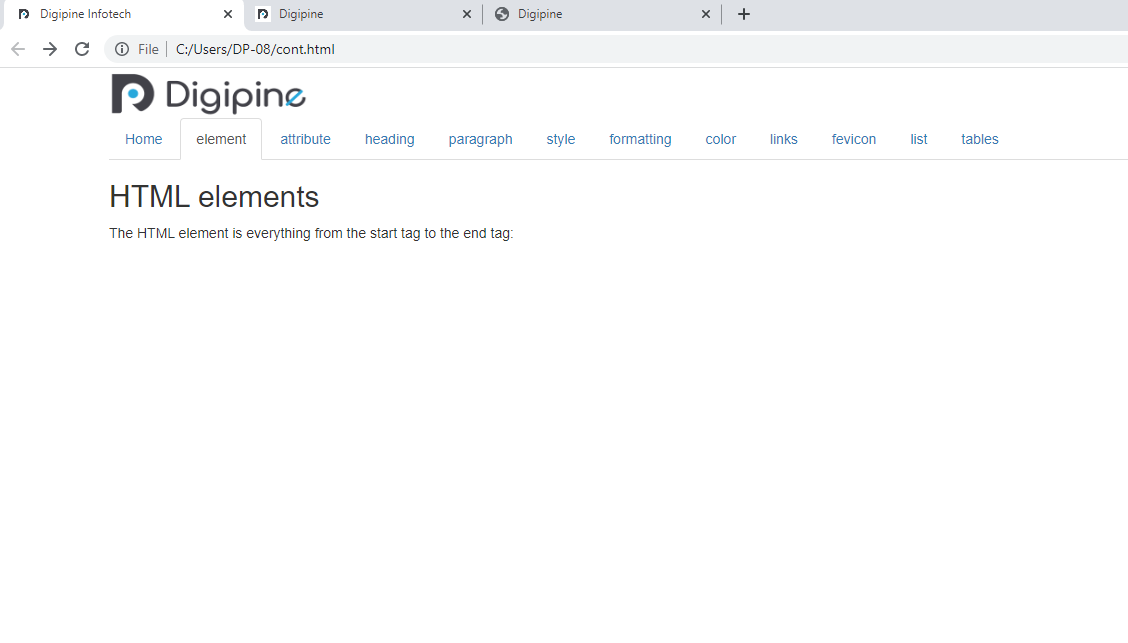 Digipine Infotech Digipine Digipine
File C:/Users/DP-08/cont.html
Digipine
Home element attribute heading paragraph style formatting color links fevicon list tables
HTML elements
The HTML element is everything from the start tag to the end tag: